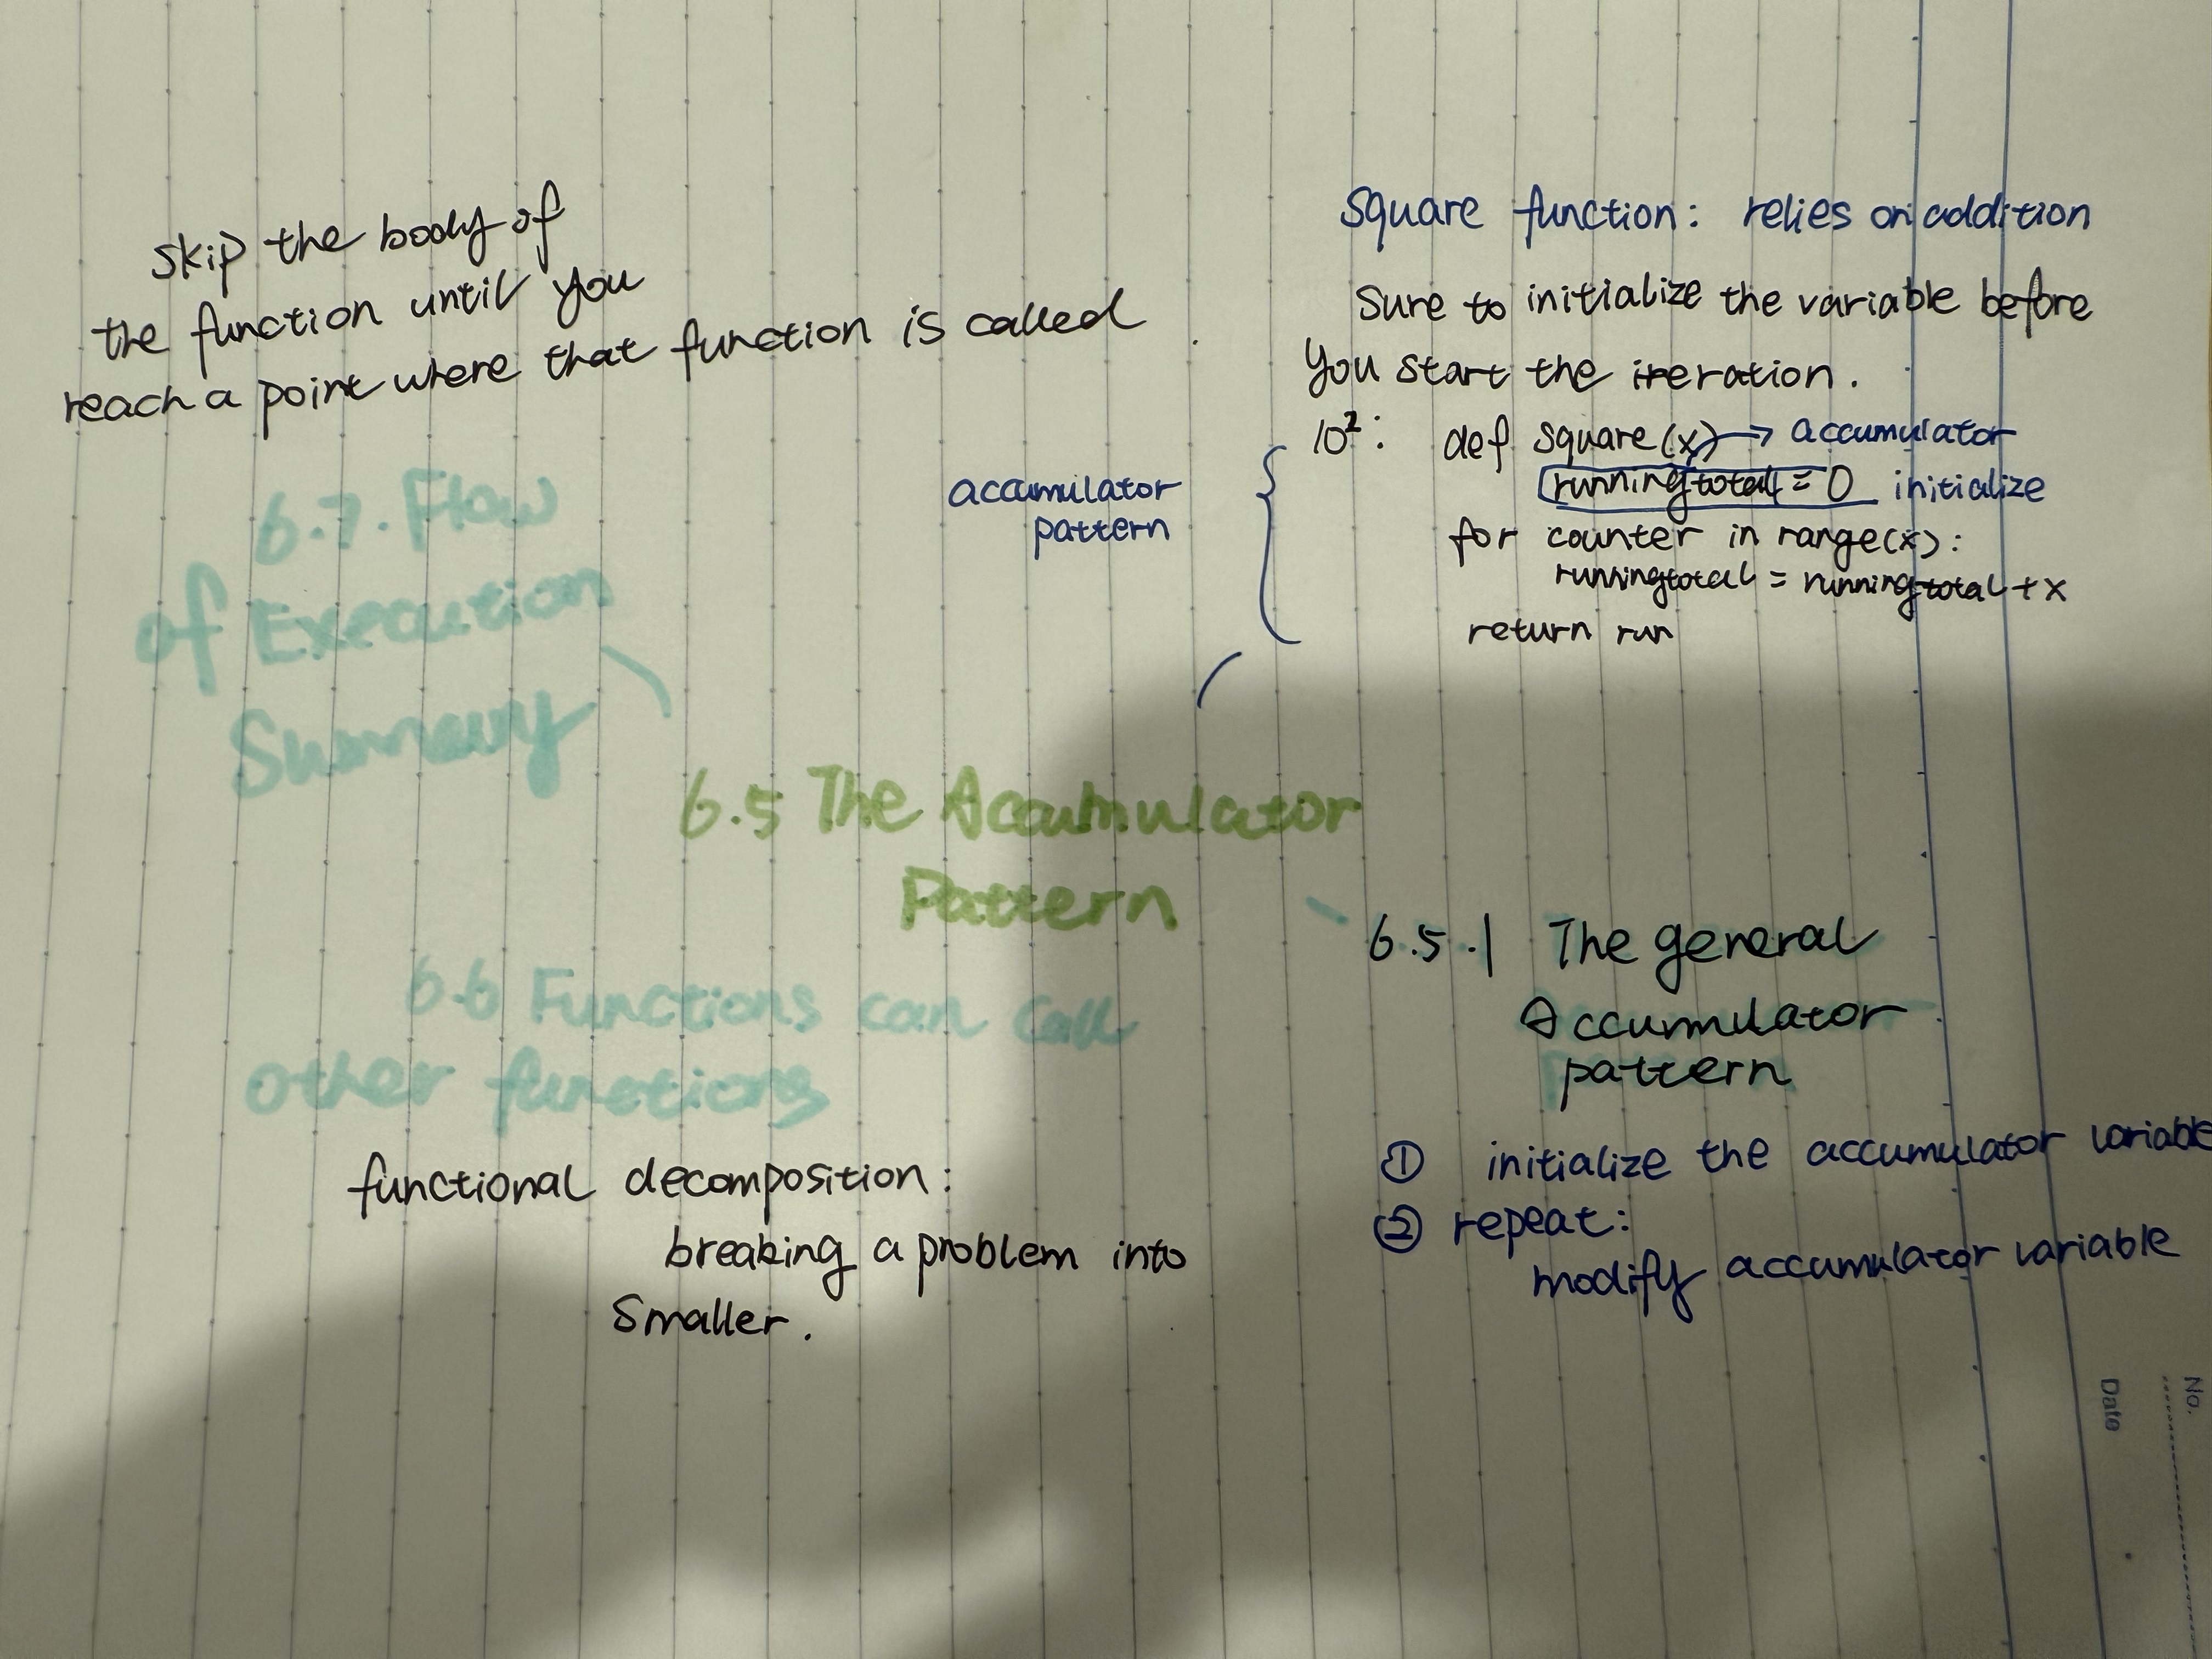 Skip the body of
the function until you
reach a point where that function is called
6.7. Flow
of Execution
Summary
6.6 Functions can call
other functions
functional decomposition:
breaking a problem into
smaller.
6.5 The Accumulator
Pattern
accumulator
pattern
Square function: relies on addition
Sure to initialize the variable before
you start the iteration.
10²: def square(x) → accumulator
runningtotal = 0 initialize
for counter in range(x):
runningtotal = runningtotal + x
return run
6.5.1 The general
Accumulator
pattern
① initialize the accumulator variable
② repeat:
modify accumulator variable
Date
No.